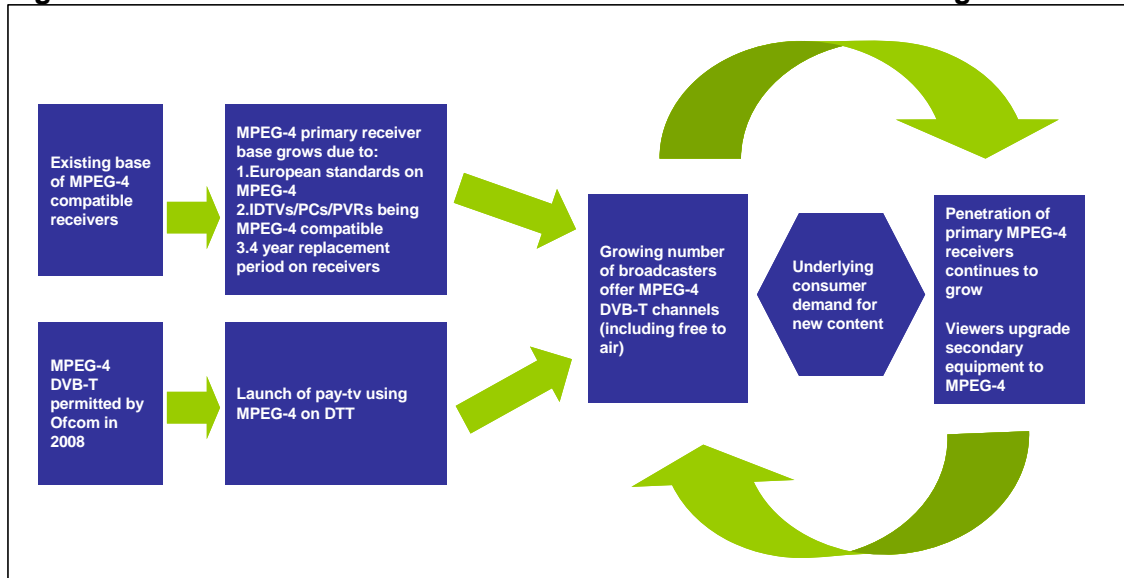 Existing base
of MPEG-4
compatible
receivers
MPEG-4 primary receiver
base grows due to:
1.European standards on
MPEG-4
2.IDTVs/PCs/PVRs being
MPEG-4 compatible
3.4 year replacement
period on receivers
MPEG-4
DVB-T
permitted by
Ofcom in
2008
Launch of pay-tv using
MPEG-4 on DTT
Growing number
of broadcasters
offer MPEG-4
DVB-T channels
(including free to
air)
Underlying
consumer
demand for
new content
Penetration of
primary MPEG-4
receivers
continues to
grow
Viewers upgrade
secondary
equipment to
MPEG-4